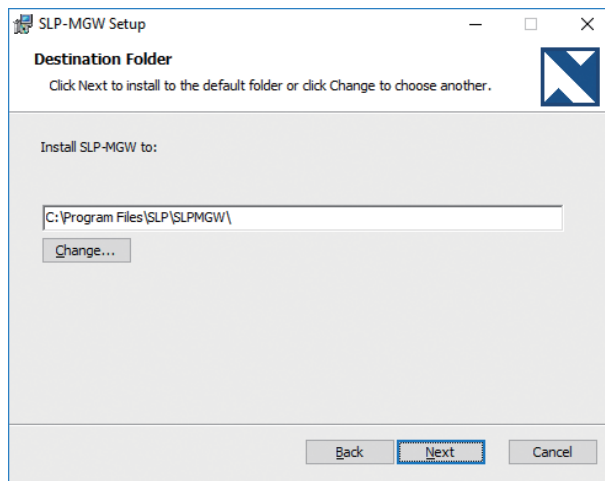 SLP-MGW Setup
Destination Folder
Click Next to install to the default folder or click Change to choose another.
Install SLP-MGW to:
C:\Program Files\SLP\SLPMGW\
Change...
Back Next Cancel